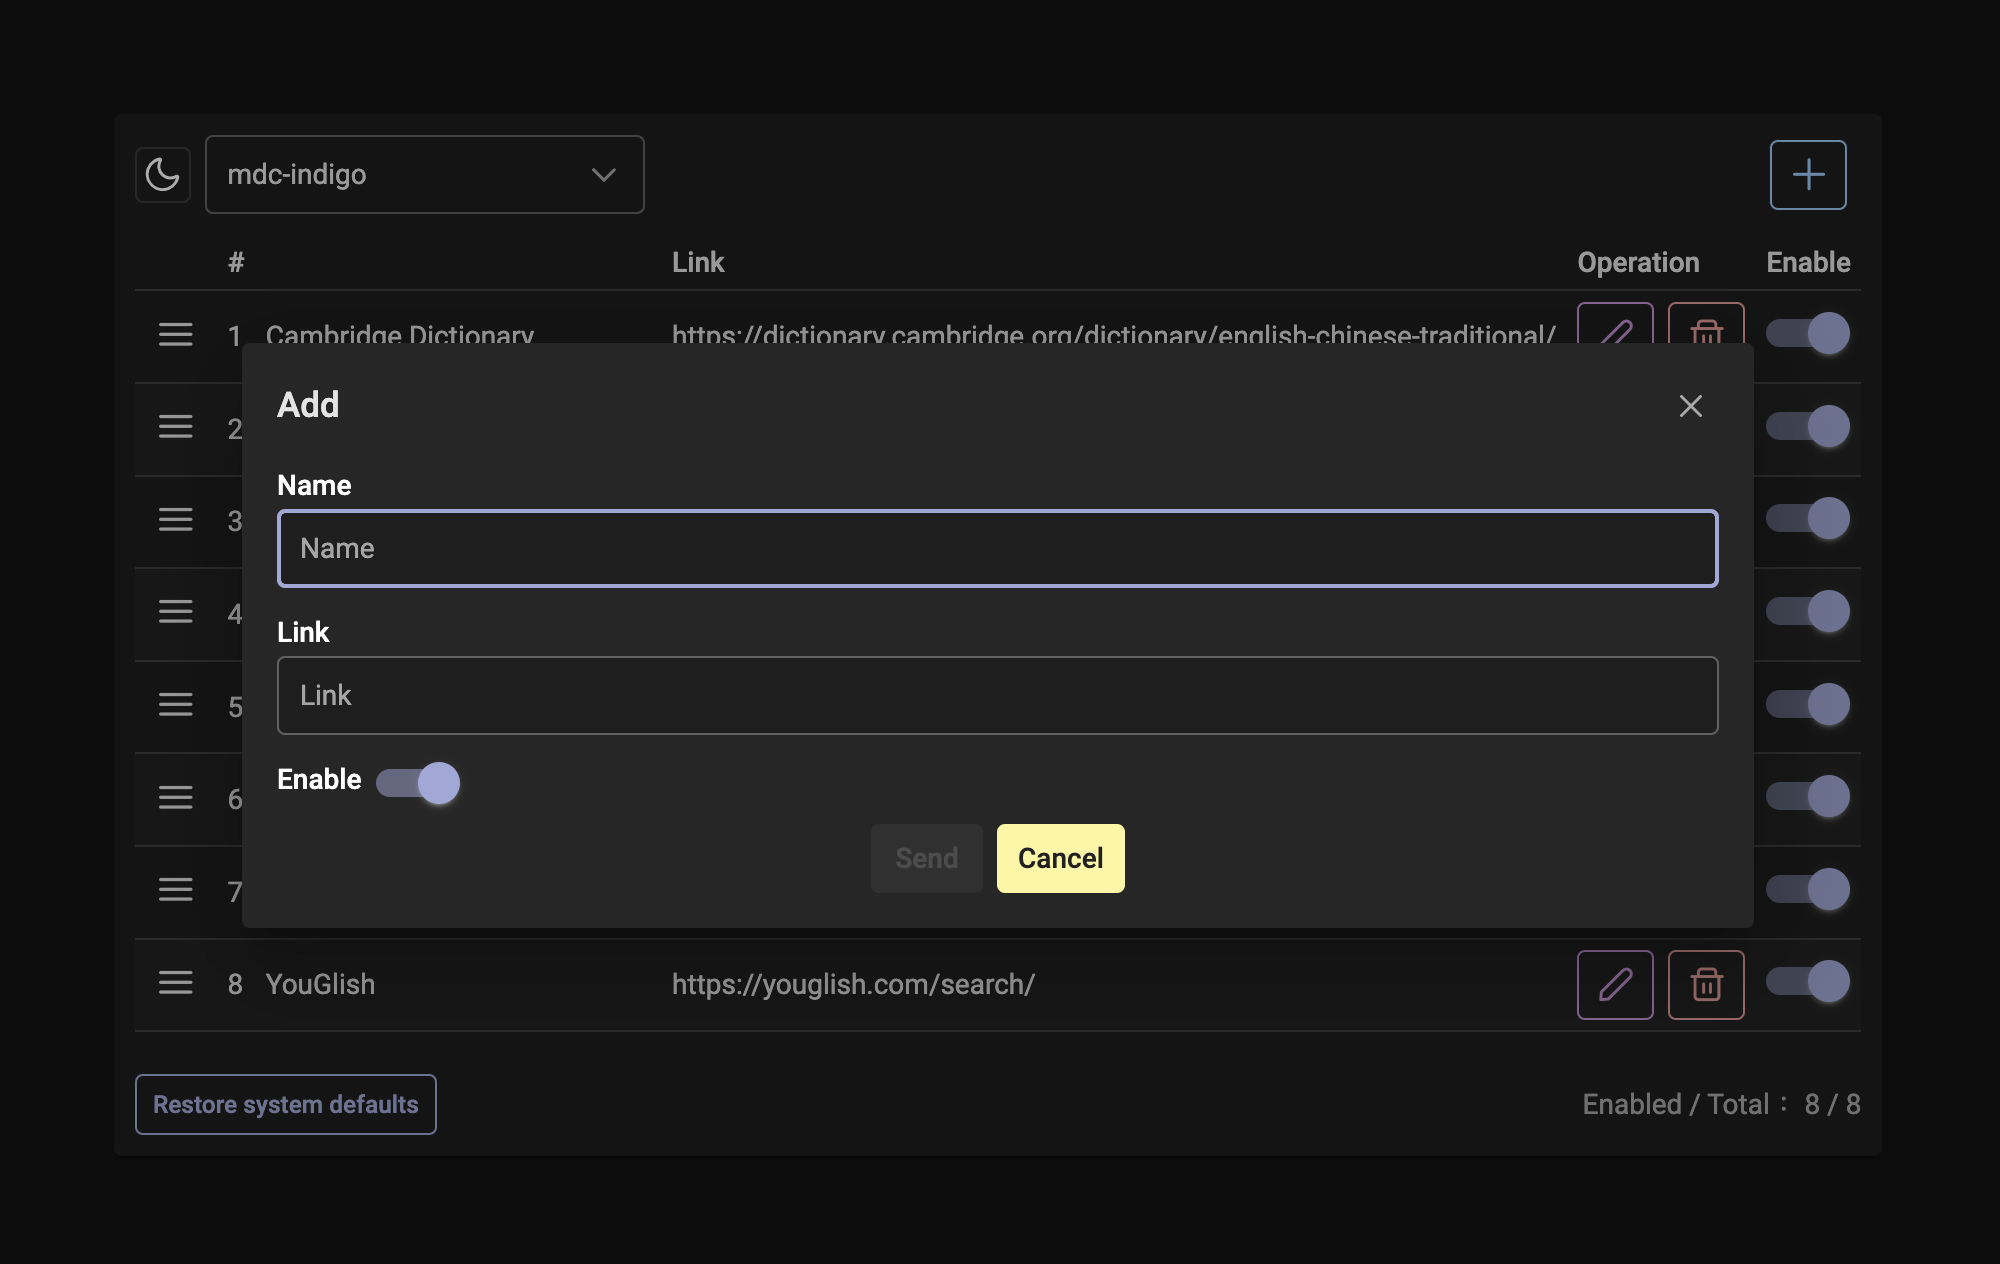 mdc-indigo
# Link Operation Enable
1 Cambridge Dictionary https://dictionary.cambridge.org/dictionary/english-chinese-traditional/
Add
2
Name
3
Name
4
Link
Link
5
Enable
6
Send Cancel
7
8 YouGlish https://youglish.com/search/
Restore system defaults Enabled / Total： 8 / 8